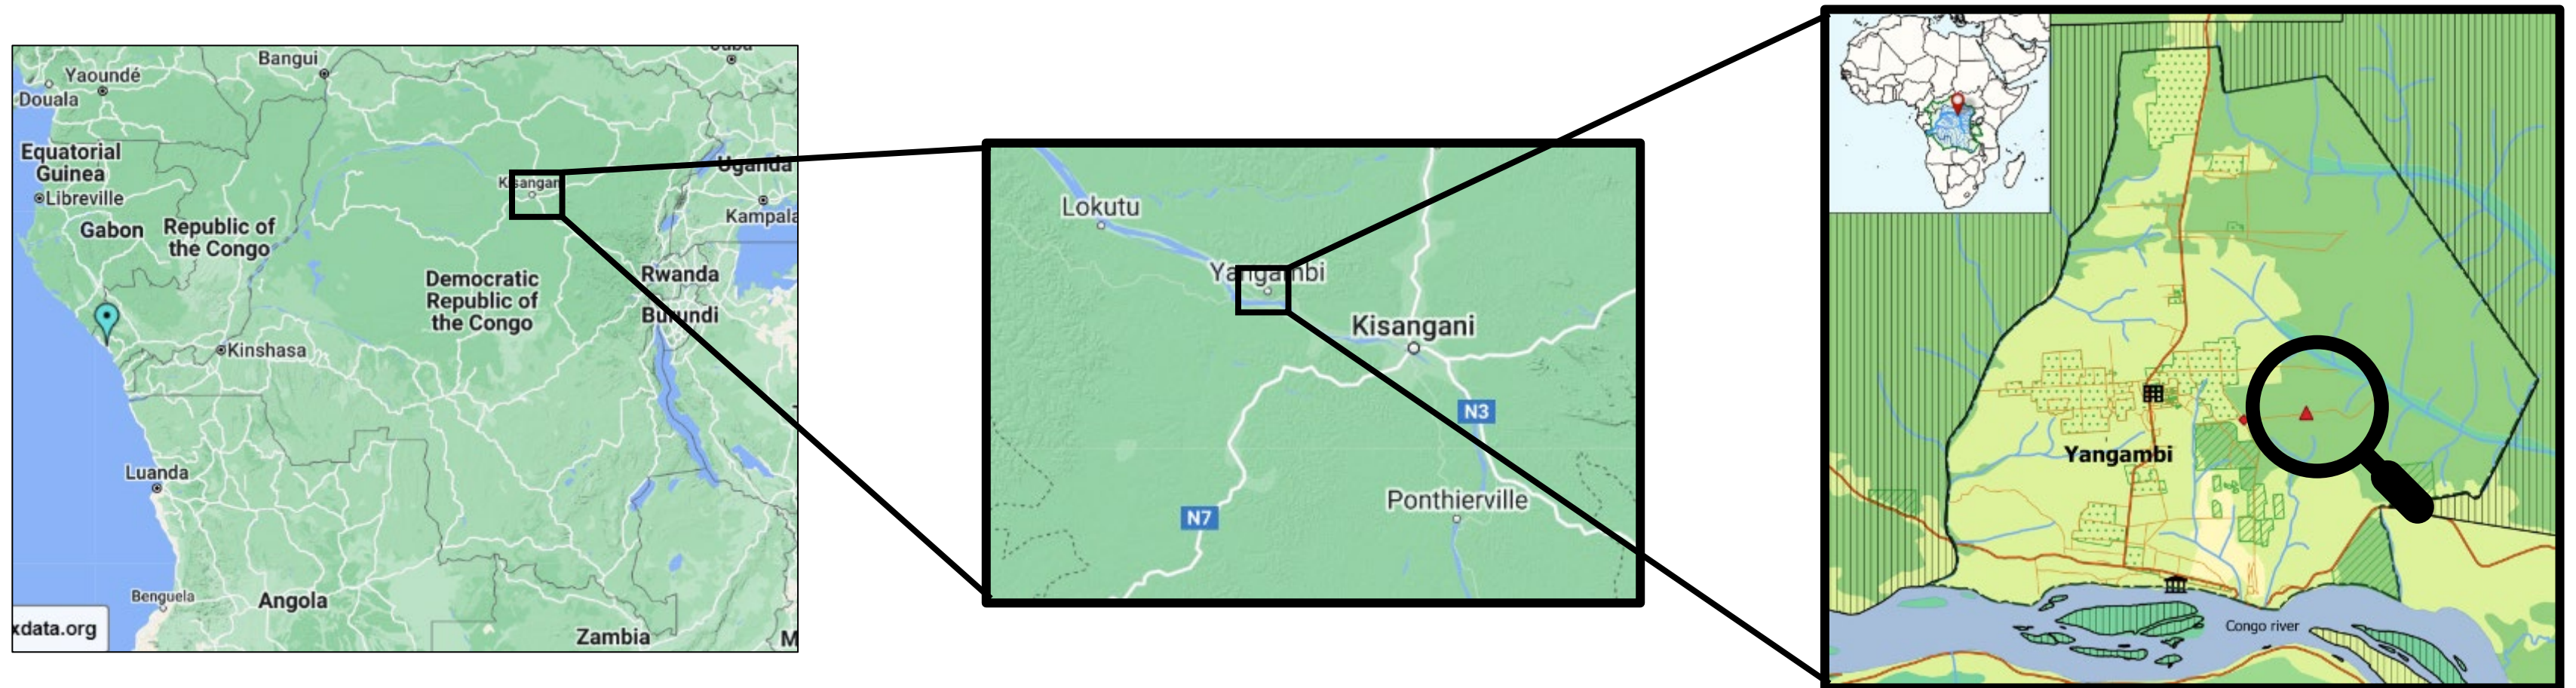 Bangui
Yaoundé
Douala
Equatorial
Guinea
Libreville
Gabon
Republic of
the Congo
Uganda
Kampala
Democratic
Republic of
the Congo
Rwanda
Burundi
Kinshasa
Luanda
Benguela
Angola
Zambia
M
xdata.org
Lokutu
Yangambi
Kisangani
N3
N7
Ponthierville
Yangambi
Congo river